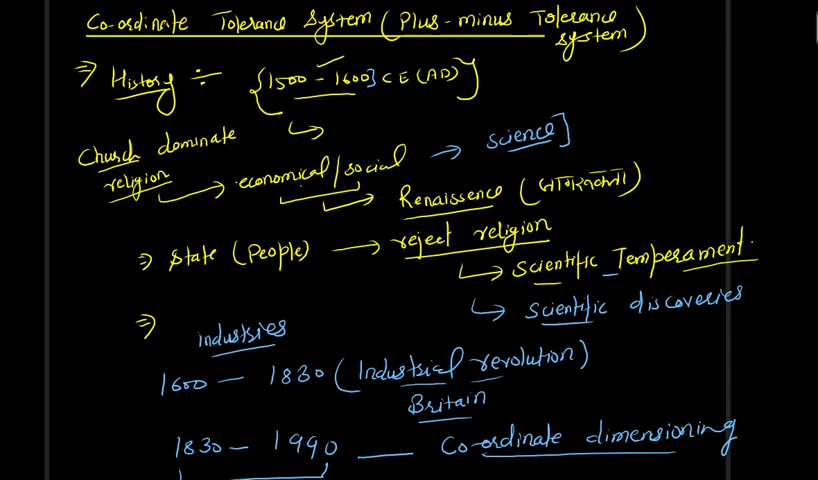 Co-ordinate Tolerance System (Plus-minus Tolerance system)
⇒ History ÷ {1500 - 1600} CE (AD)}
Church dominate
religion → economical/social → science]
→ Renaissence (जागरूकता)
⇒ State (People) → reject religion
↳ Scientific Temperament.
↳ Scientific discoveries
⇒ industries
1600 - 1830 (Industrial revolution)
Britain
1830 - 1990 — Co-ordinate dimensioning